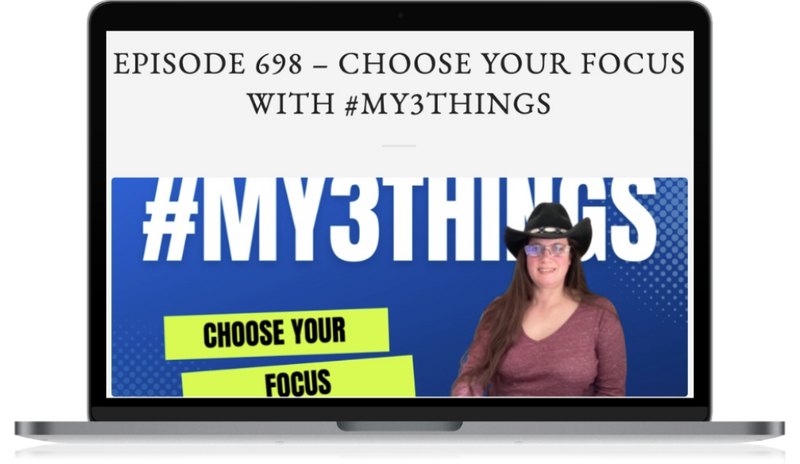 EPISODE 698 – CHOOSE YOUR FOCUS
WITH #MY3THINGS
#MY3THINGS
CHOOSE YOUR
FOCUS